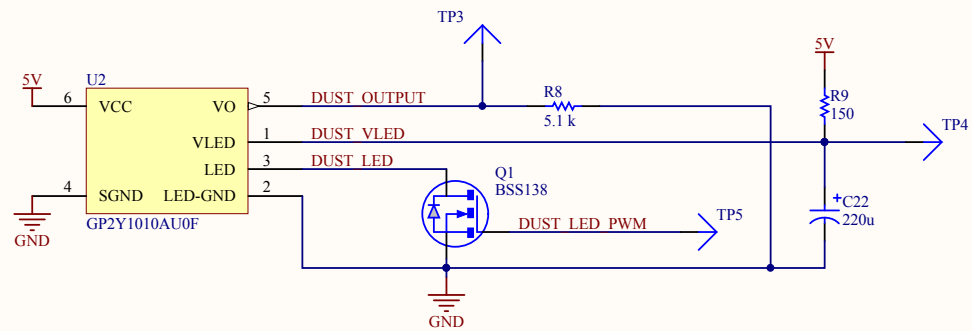 TP3
5V
U2
5V
6
VCC
VO
5
DUST_OUTPUT
R8
5.1 k
R9
150
VLED
1
DUST_VLED
TP4
LED
3
DUST_LED
4
SGND
LED-GND
2
Q1
BSS138
+
C22
220u
GP2Y1010AU0F
DUST_LED_PWM
TP5
GND
GND